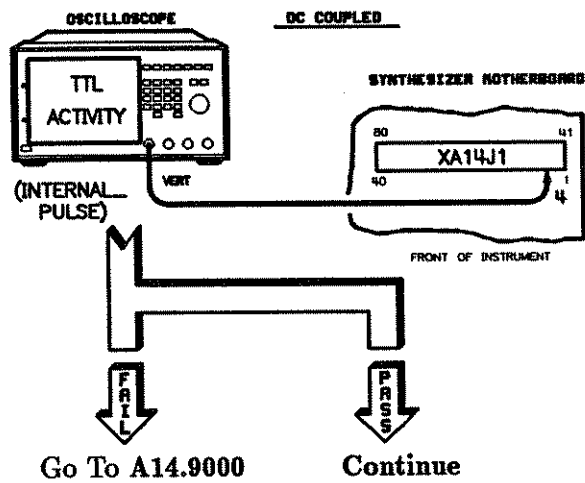 OSCILLOSCOPE
DC COUPLED
TTL
ACTIVITY
SYNTHESIZER MOTHERBOARD
80 41
XA14J1
40 1
4
(INTERNAL_
PULSE)
VERT
FRONT OF INSTRUMENT
FAIL
PASS
Go To A14.9000
Continue